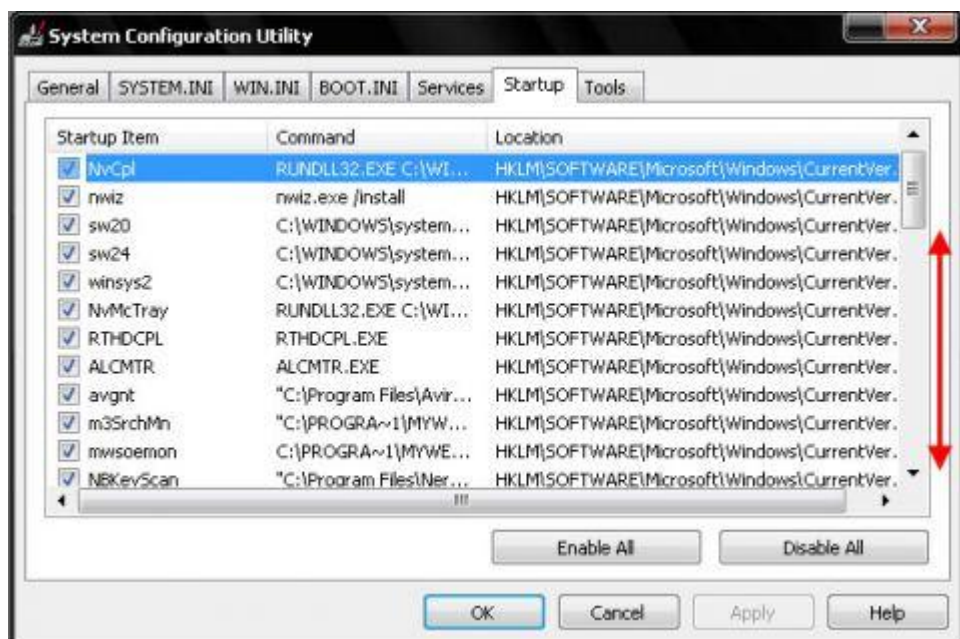 System Configuration Utility
General SYSTEM.INI WIN.INI BOOT.INI Services Startup Tools
Startup Item Command Location
NvCpl RUNDLL32.EXE C:\WI... HKLM\SOFTWARE\Microsoft\Windows\CurrentVer.
nwiz nwiz.exe /install HKLM\SOFTWARE\Microsoft\Windows\CurrentVer.
sw20 C:\WINDOWS\system... HKLM\SOFTWARE\Microsoft\Windows\CurrentVer.
sw24 C:\WINDOWS\system... HKLM\SOFTWARE\Microsoft\Windows\CurrentVer.
winsys2 C:\WINDOWS\system... HKLM\SOFTWARE\Microsoft\Windows\CurrentVer.
NvMcTray RUNDLL32.EXE C:\WI... HKLM\SOFTWARE\Microsoft\Windows\CurrentVer.
RTHDCPL RTHDCPL.EXE HKLM\SOFTWARE\Microsoft\Windows\CurrentVer.
ALCMTR ALCMTR.EXE HKLM\SOFTWARE\Microsoft\Windows\CurrentVer.
avgnt "C:\Program Files\Avir... HKLM\SOFTWARE\Microsoft\Windows\CurrentVer.
m3SrchMn "C:\PROGRA~1\MYW... HKLM\SOFTWARE\Microsoft\Windows\CurrentVer.
mwsoemon C:\PROGRA~1\MYWE... HKLM\SOFTWARE\Microsoft\Windows\CurrentVer.
NBKeyScan "C:\Program Files\Ner... HKLM\SOFTWARE\Microsoft\Windows\CurrentVer.
Enable All Disable All
OK Cancel Apply Help